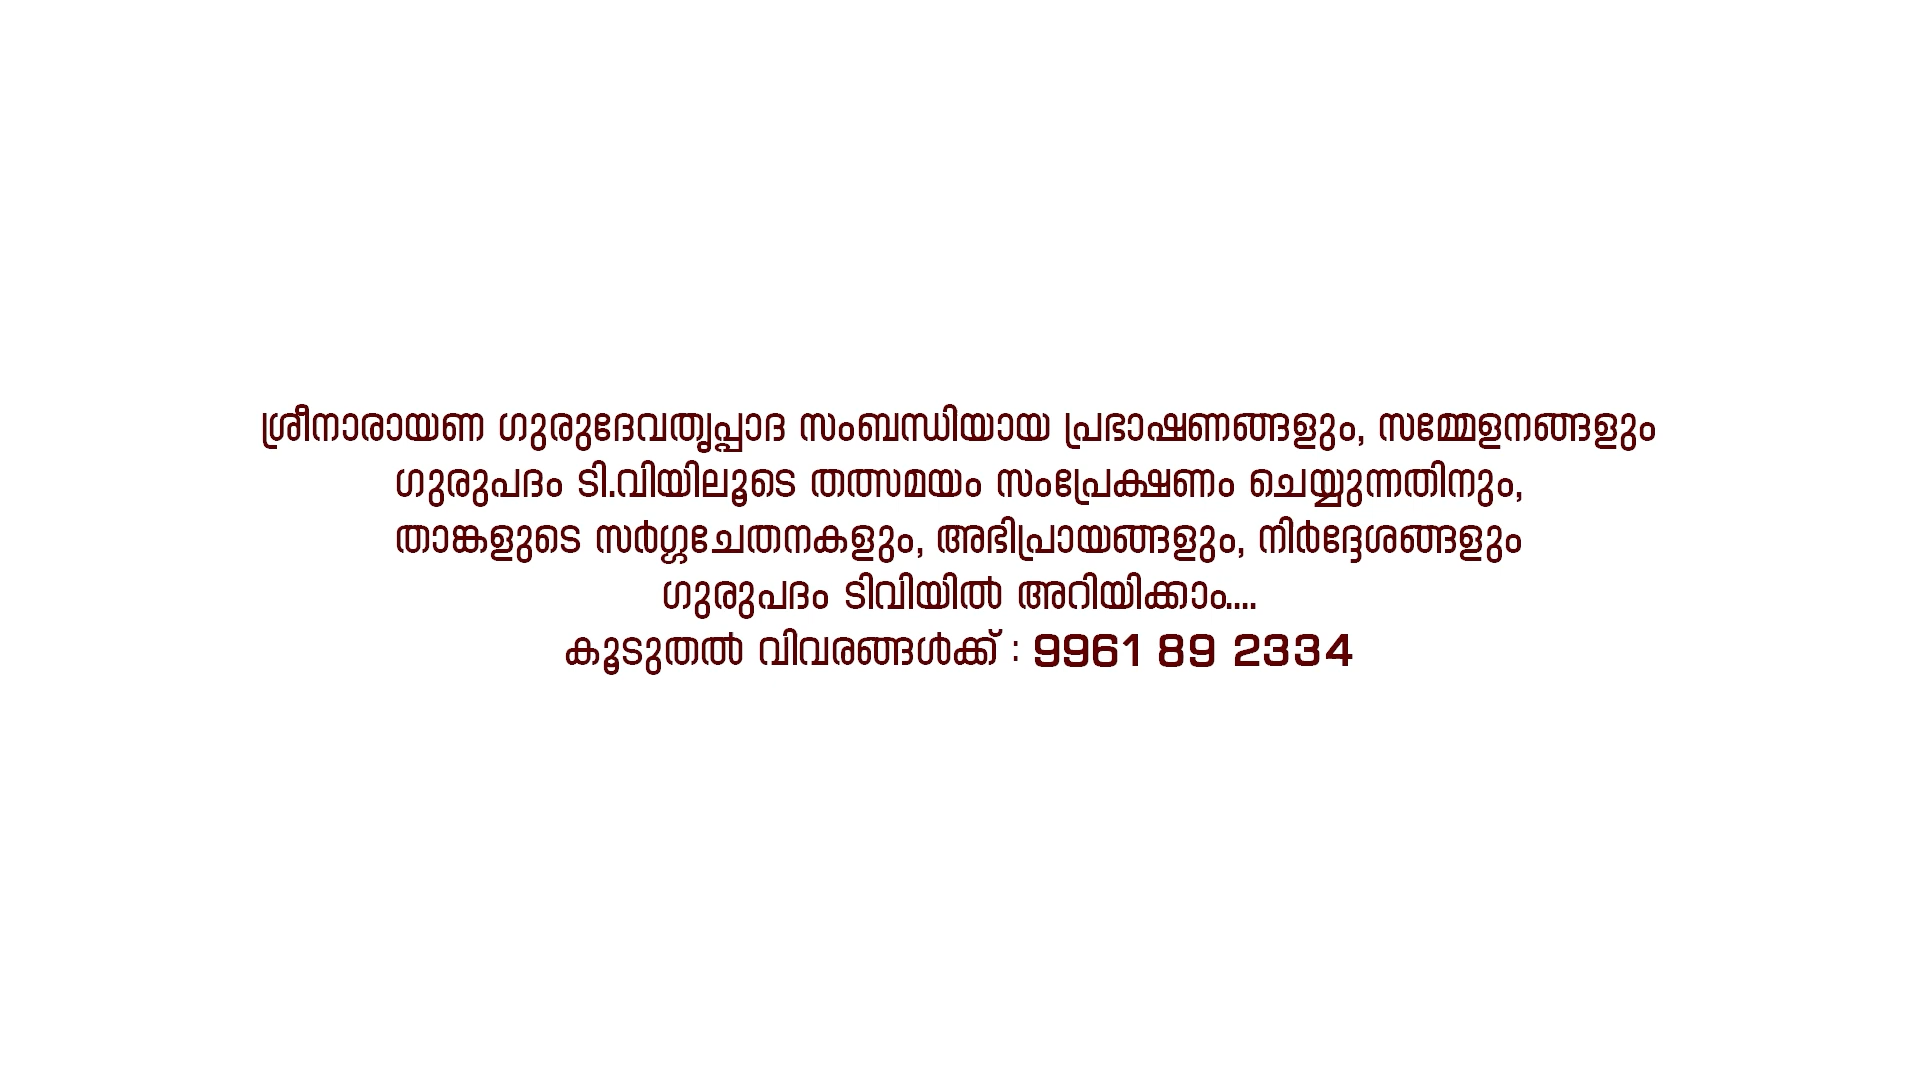 ശ്രീനാരായണ ഗുരുദേവതൃപ്പാദ സംബന്ധിയായ പ്രഭാഷണങ്ങളും, സമ്മേളനങ്ങളും
ഗുരുപദം ടി.വിയിലൂടെ തത്സമയം സംപ്രേക്ഷണം ചെയ്യുന്നതിനും,
താങ്കളുടെ സർഗ്ഗചേതനകളും, അഭിപ്രായങ്ങളും, നിർദ്ദേശങ്ങളും
ഗുരുപദം ടിവിയിൽ അറിയിക്കാം....
കൂടുതൽ വിവരങ്ങൾക്ക് : 9961 89 2334